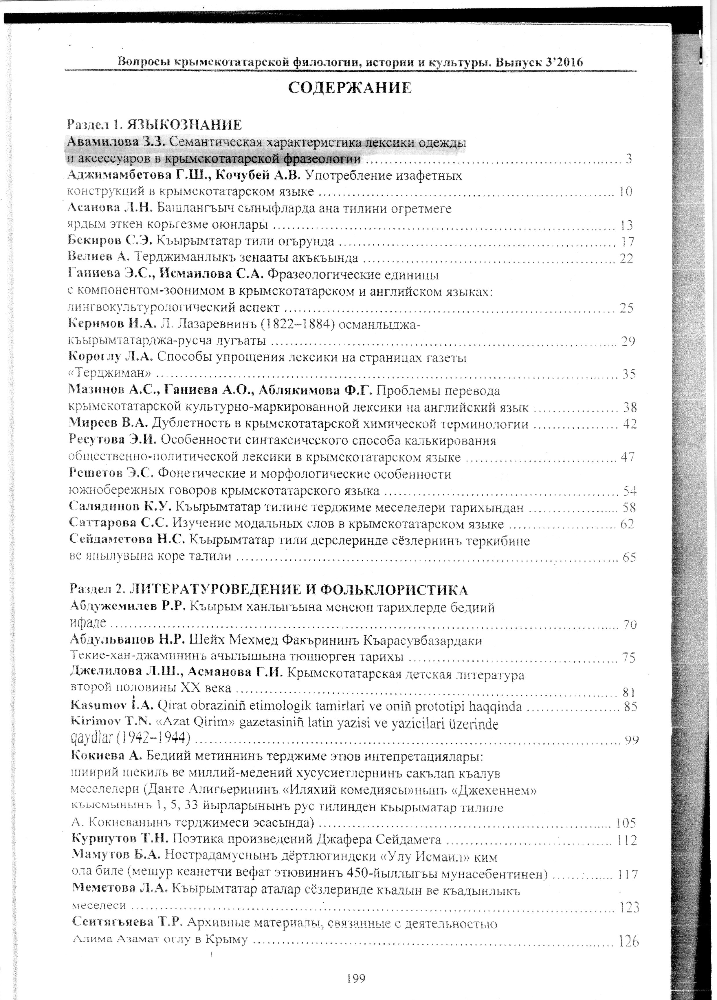 Вопросы крымскотатарской филологии, истории и культуры. Выпуск 3’2016
СОДЕРЖАНИЕ
Раздел 1. ЯЗЫКОЗНАНИЕ
Авамилова З.З. Семантическая характеристика лексики одежды
и аксессуаров в крымскотатарской фразеологии ........................ 3
Аджимамбетова Г.Ш., Кочубей А.В. Употребление изафетных
конструкций в крымскотатарском языке ........................ 10
Асанова Л.Н. Башлангъыч сыныфларда ана тилини огретмеге
ярдым эткен корьгезме оюнлары ........................ 13
Бекиров С.Э. Къырымтатар тили огърунда ........................ 17
Велиев А. Терджиманлыкъ зенааты акъкъында ........................ 22
Ганиева Э.С., Исмаилова С.А. Фразеологические единицы
с компонентом-зоонимом в крымскотатарском и английском языках:
лингвокультурологический аспект ........................ 25
Керимов И.А. Л. Лазаревнинъ (1822–1884) османлыджа-
къырымтатарджа-русча лугъаты ........................ 29
Короглу Л.А. Способы упрощения лексики на страницах газеты
«Терджиман» ........................ 35
Мазинов А.С., Ганиева А.О., Аблякимова Ф.Г. Проблемы перевода
крымскотатарской культурно-маркированной лексики на английский язык ........................ 38
Миреев В.А. Дублетность в крымскотатарской химической терминологии ........................ 42
Ресутова Э.И. Особенности синтаксического способа калькирования
общественно-политической лексики в крымскотатарском языке ........................ 47
Решетов Э.С. Фонетические и морфологические особенности
южнобережных говоров крымскотатарского языка ........................ 54
Салядинов К.У. Къырымтатар тилине терджиме меселелери тарихындан ........................ 58
Саттарова С.С. Изучение модальных слов в крымскотатарском языке ........................ 62
Сейдаметова Н.С. Къырымтатар тили дерслеринде сёзлернинъ теркибине
ве япылувына коре талили ........................ 65
Раздел 2. ЛИТЕРАТУРОВЕДЕНИЕ И ФОЛЬКЛОРИСТИКА
Абдужемилев Р.Р. Къырым ханлыгъына менсюп тарихлерде бедиий
ифаде ........................ 70
Абдульвапов Н.Р. Шейх Мехмед Факърининъ Къарасувбазардаки
Текие-хан-джамининъ ачылышына тюшюрген тарихы ........................ 75
Джелилова Л.Ш., Асманова Г.И. Крымскотатарская детская литература
второй половины XX века ........................ 81
Kasumov İ.A. Qirat obraziniñ etimologik tamirlari ve oniñ prototipi haqqinda ........................ 85
Kirimov T.N. «Azat Qirim» gazetasiniñ latin yazisi ve yazicilari üzerinde
qaydlar (1942–1944) ........................ 99
Кокиева А. Бедиий метиннинъ терджиме этюв интепретациялары:
шиирий шекиль ве миллий-медений хусусиетлернинъ сакълап къалув
меселелери (Данте Алигьерининъ «Иляхий комедиясы»нынъ «Джехеннем»
къысмынынъ 1, 5, 33 йырларынынъ рус тилинден къырыматар тилине
А. Кокиеванынъ терджимеси эсасында) ........................ 105
Куршутов Т.Н. Поэтика произведений Джафера Сейдамета ........................ 112
Мамутов Б.А. Нострадамуснынъ дёртлюгиндеки «Улу Исмаил» ким
ола биле (мешур кеанетчи вефат этювининъ 450-йыллыгъы мунасебентинен) ........................ 117
Меметова Л.А. Къырымтатар аталар сёзлеринде къадын ве къадынлыкъ
меселеси ........................ 123
Сеитягьяева Т.Р. Архивные материалы, связанные с деятельностью
Алима Азамат оглу в Крыму ........................ 126
199